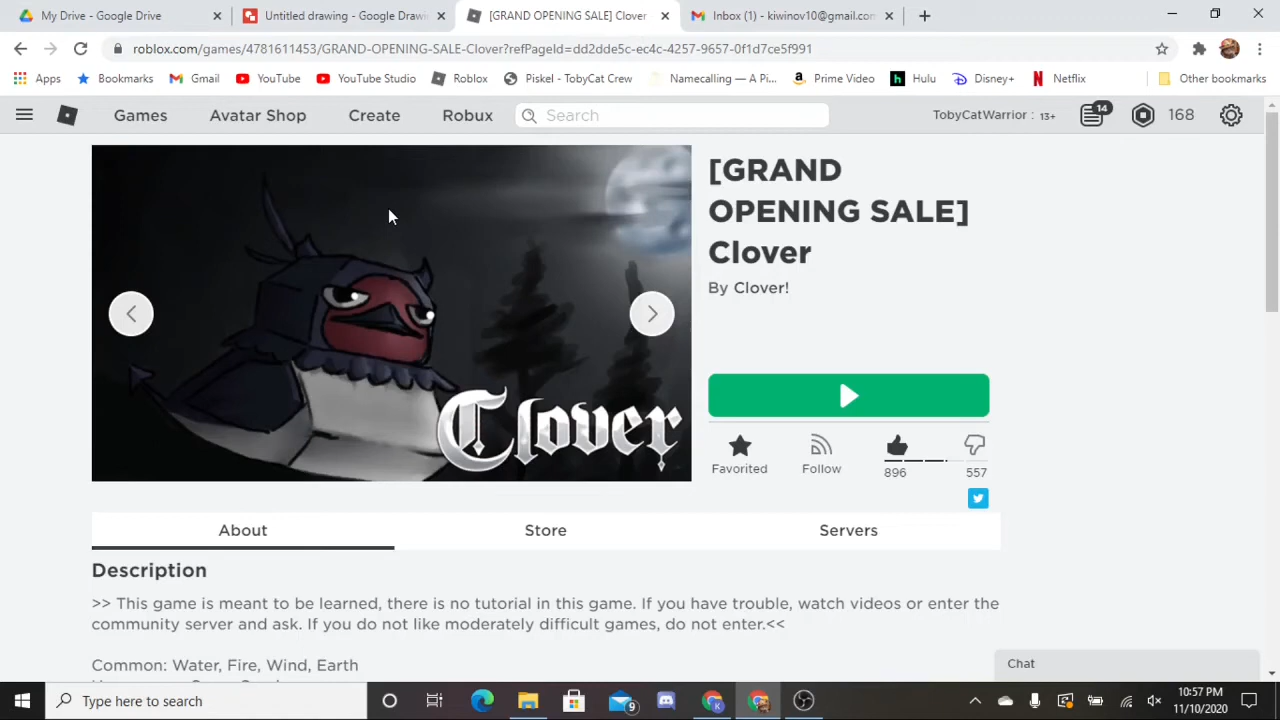 My Drive - Google Drive
Untitled drawing - Google Drawin
[GRAND OPENING SALE] Clover -
Inbox (1) - kiwinov10@gmail.com
roblox.com/games/4781611453/GRAND-OPENING-SALE-Clover?refPageId=dd2dde5c-ec4c-4257-9657-0f1d7ce5f991
Apps
Bookmarks
Gmail
YouTube
YouTube Studio
Roblox
Piskel - TobyCat Crew
Namecalling — A Pi...
Prime Video
Hulu
Disney+
Netflix
Other bookmarks
Games
Avatar Shop
Create
Robux
Search
TobyCatWarrior : 13+
14
168
Clover
[GRAND
OPENING SALE]
Clover
By Clover!
Favorited
Follow
896
557
About
Store
Servers
Description
>> This game is meant to be learned, there is no tutorial in this game. If you have trouble, watch videos or enter the
community server and ask. If you do not like moderately difficult games, do not enter.<<
Common: Water, Fire, Wind, Earth
Chat
Type here to search
9
10:57 PM
11/10/2020